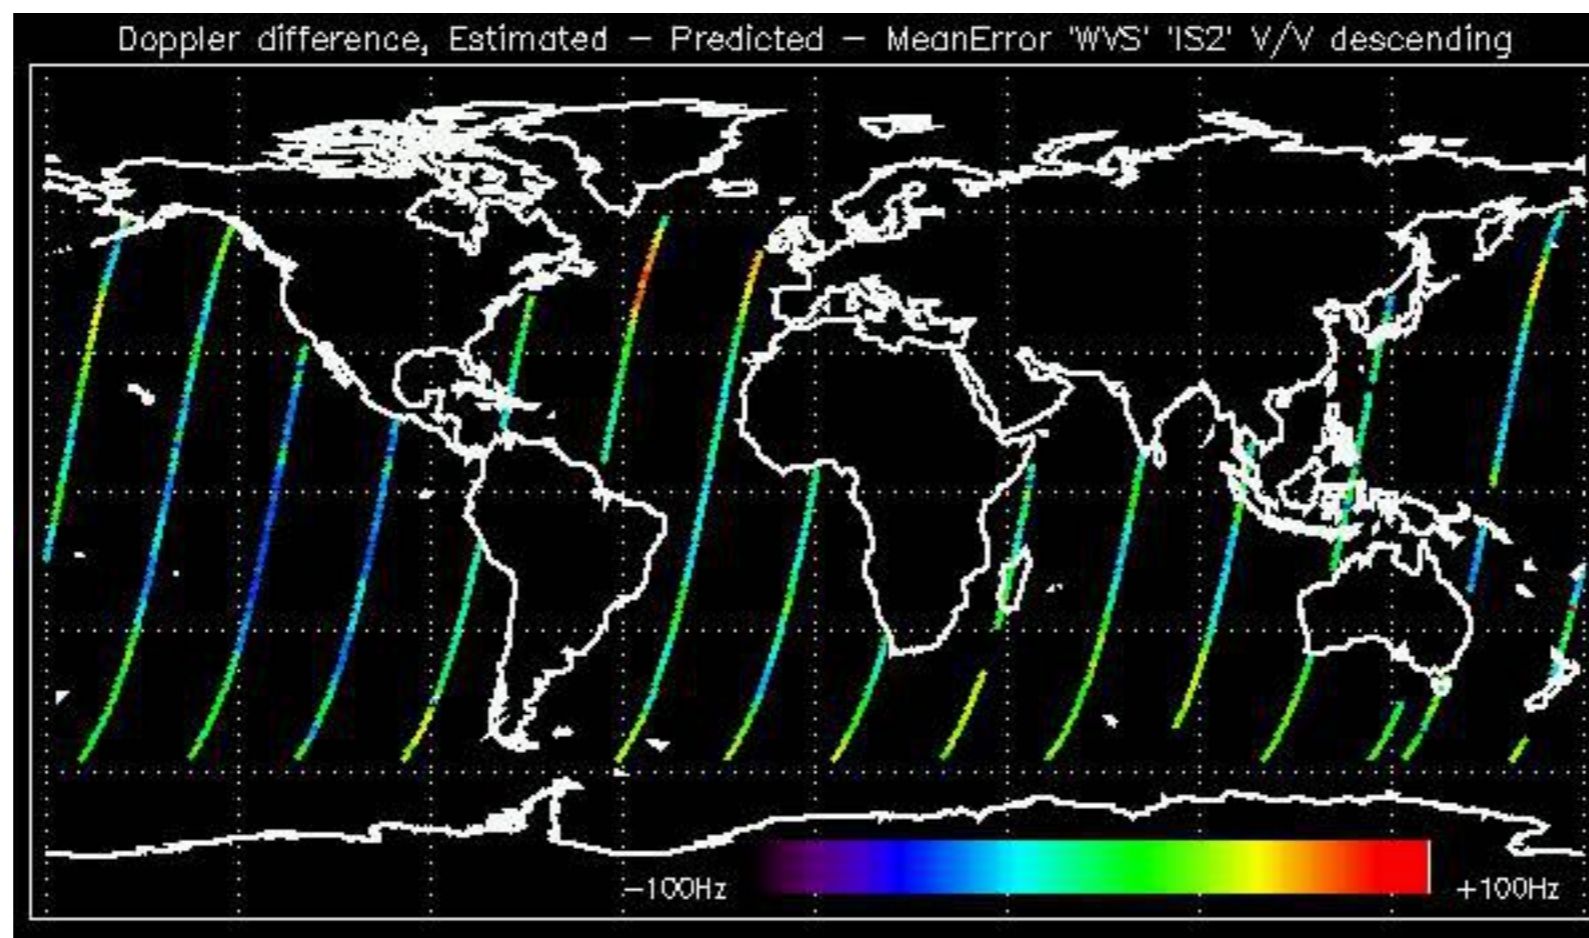 Doppler difference, Estimated - Predicted - MeanError 'WVS' 'IS2' V/V descending
-100Hz +100Hz